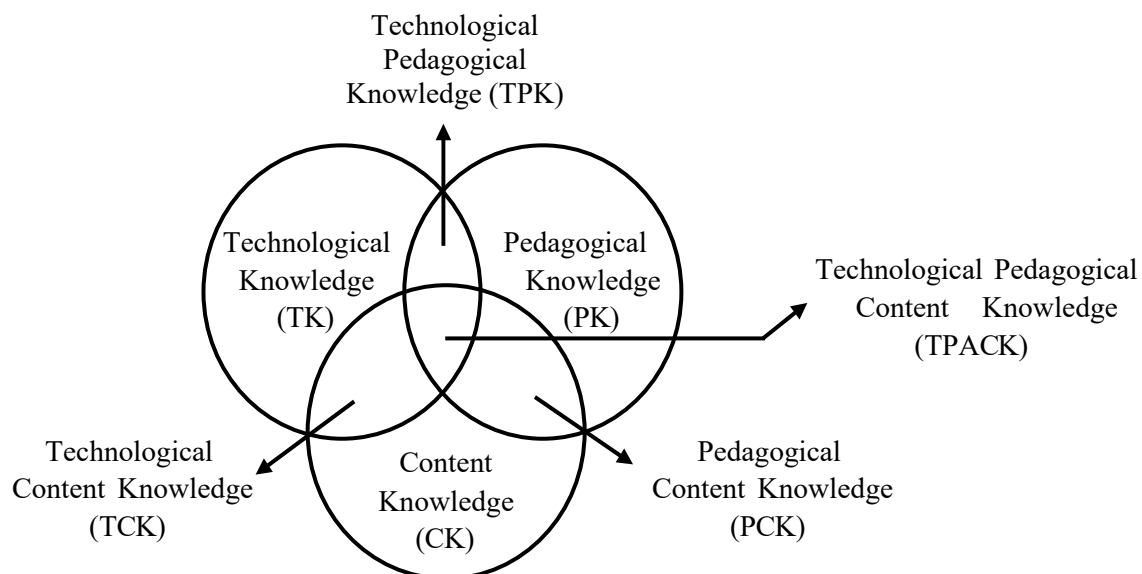 Technological
Pedagogical
Knowledge (TPK)
Technological
Knowledge
(TK)
Pedagogical
Knowledge
(PK)
Technological Pedagogical
Content Knowledge
(TPACK)
Technological
Content Knowledge
(TCK)
Content
Knowledge
(CK)
Pedagogical
Content Knowledge
(PCK)